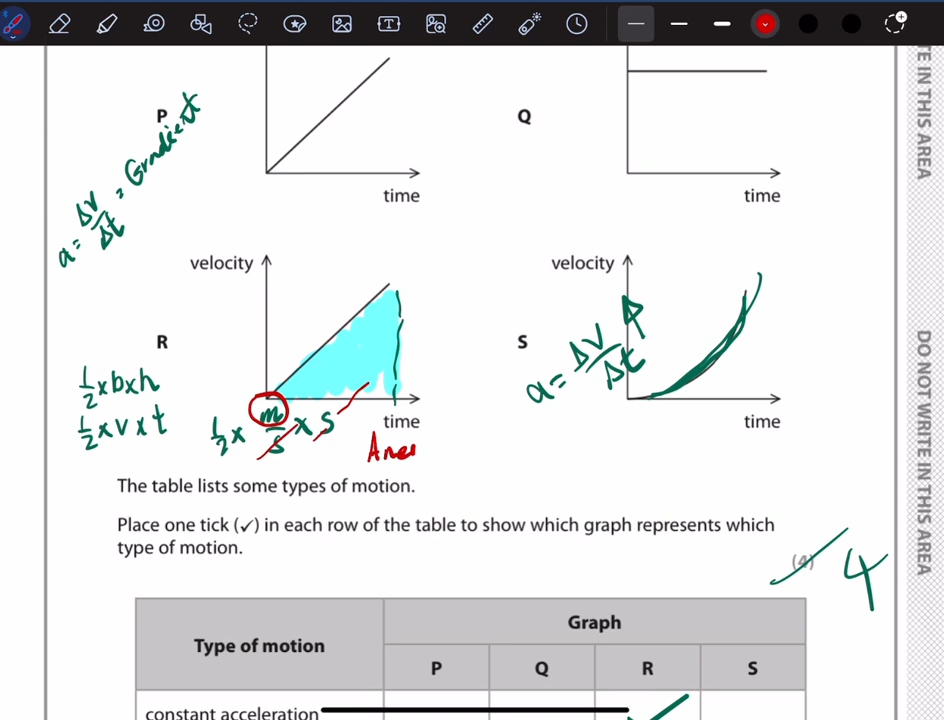 P
Q
a = Δv/Δt = Gradient
time
time
velocity
velocity
R
S
½ x b x h
½ x v x t
½ x m/s x s
a = ΔV/Δt
time
time
Area
The table lists some types of motion.
Place one tick (✓) in each row of the table to show which graph represents which
type of motion.
(4)
4
Graph
Type of motion
P
Q
R
S
constant acceleration
TE IN THIS AREA
DO NOT WRITE IN THIS AREA